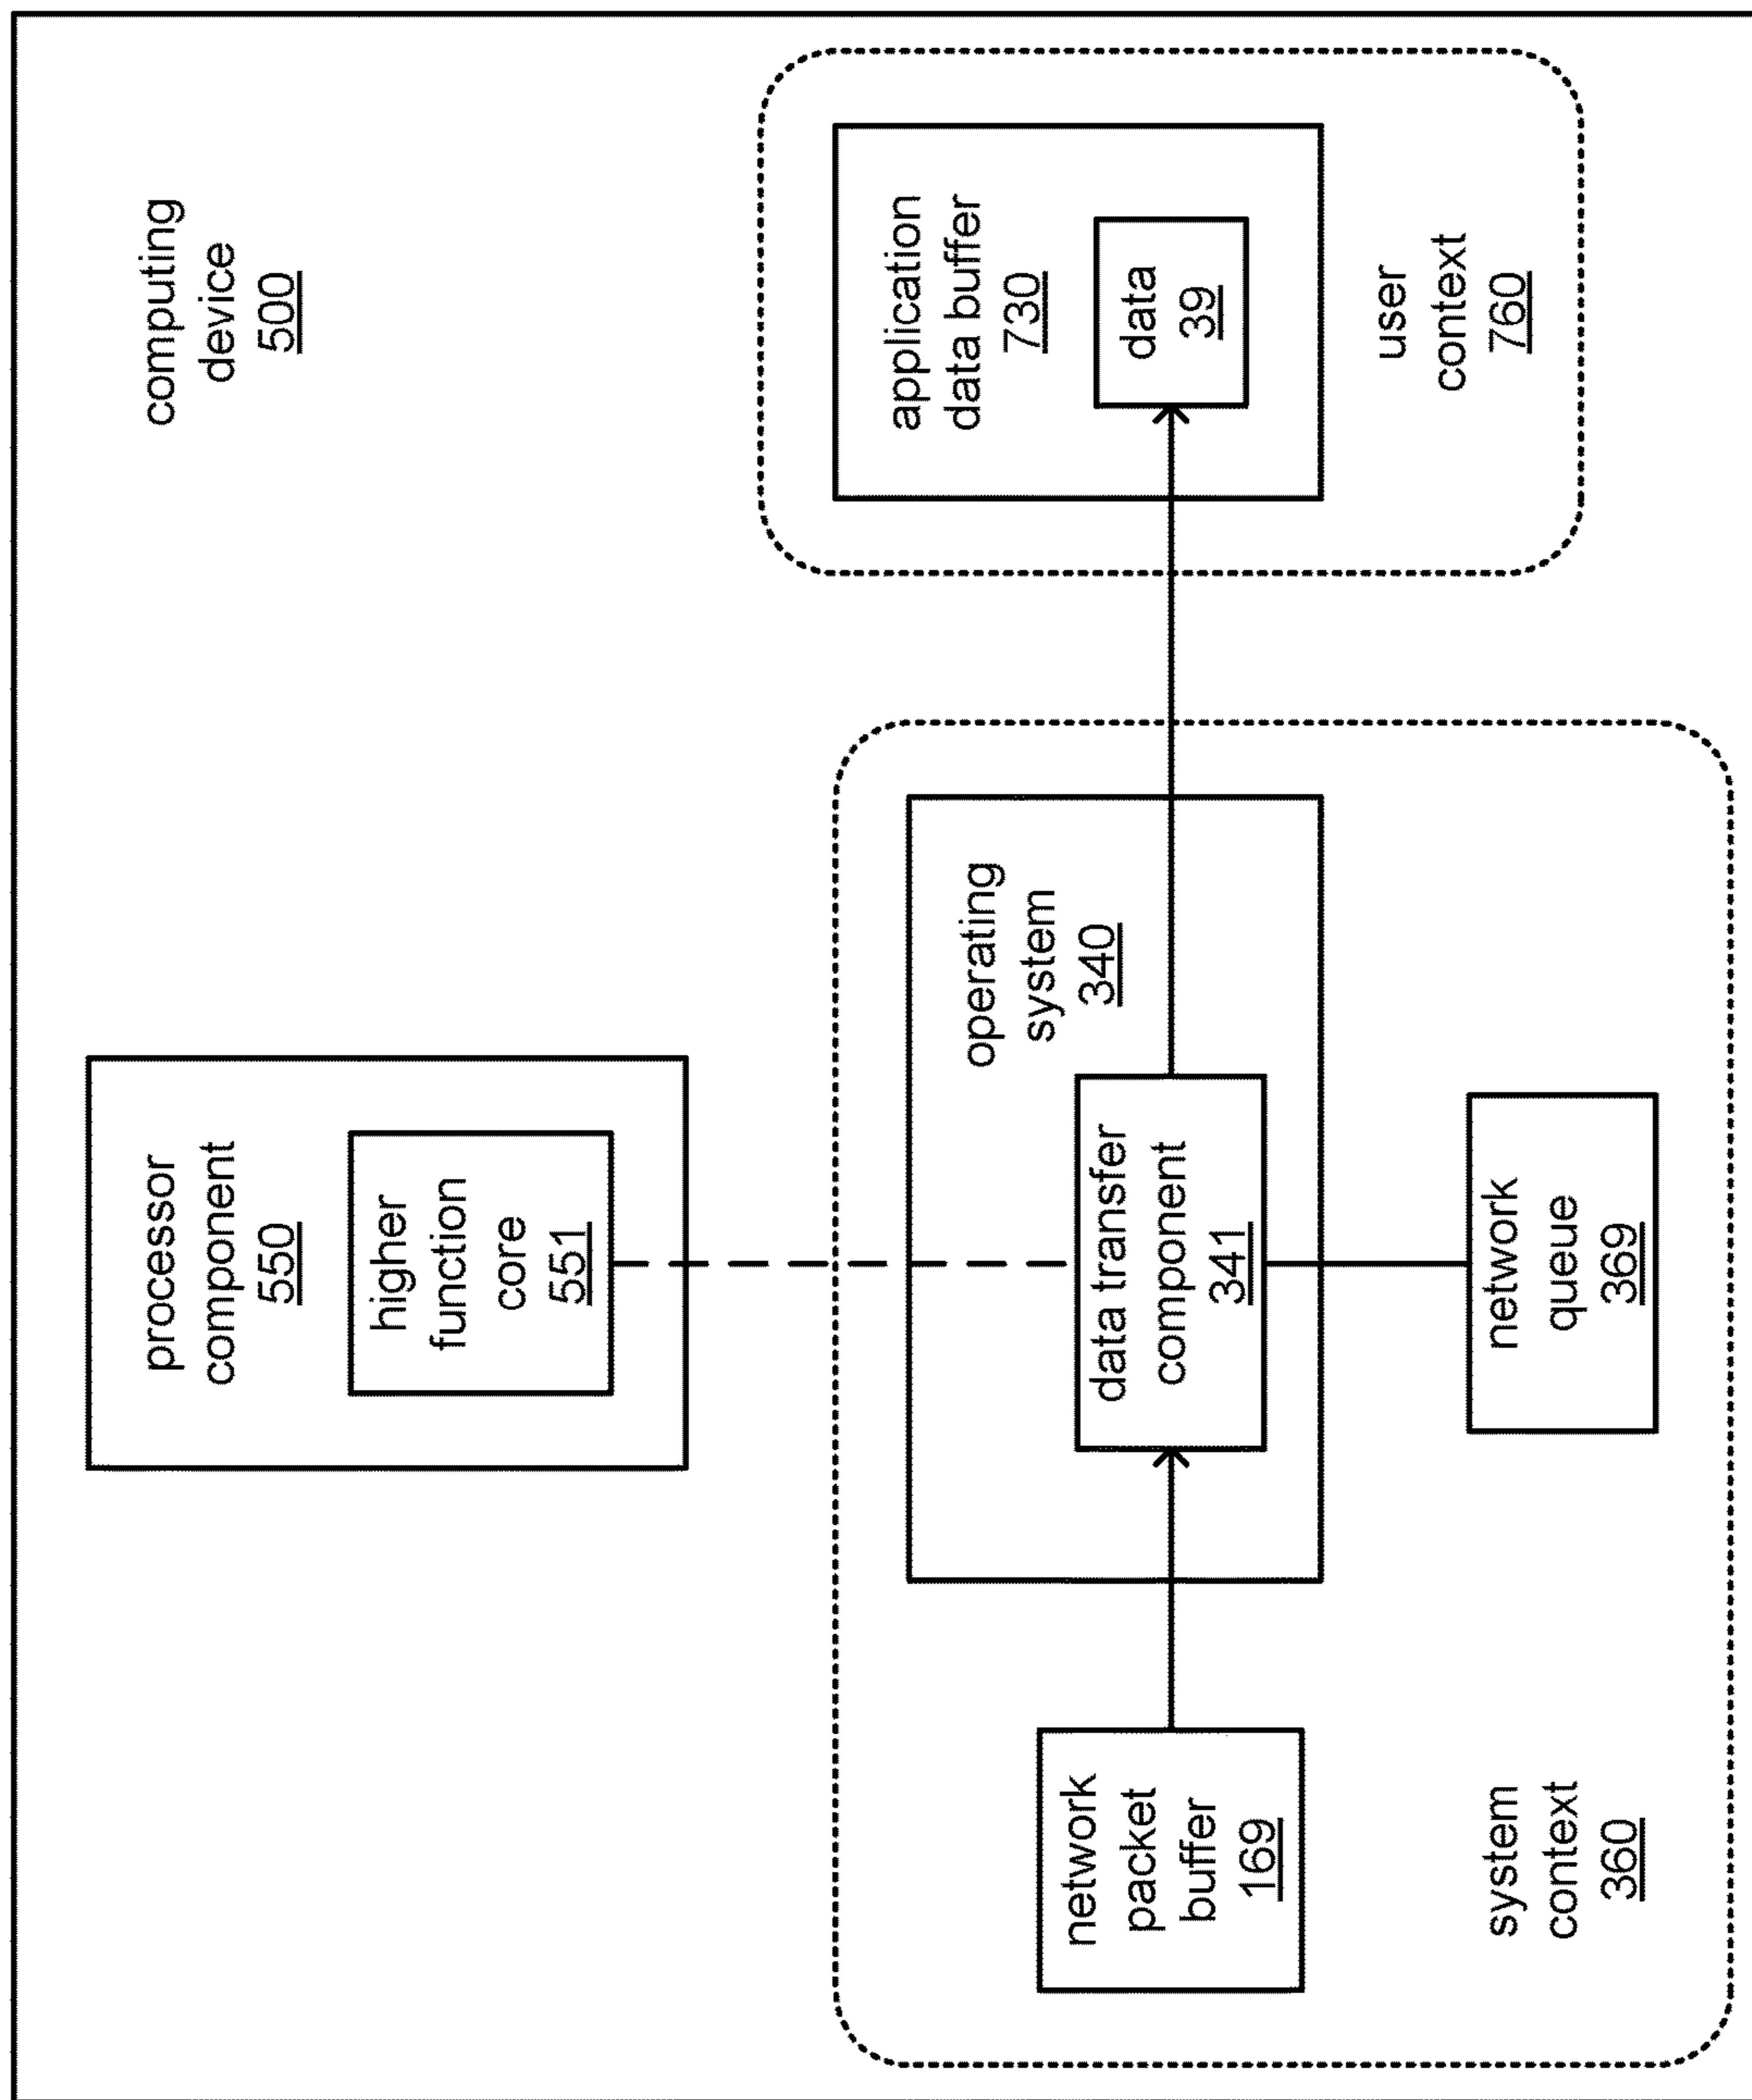 processor
component
550
higher
function
core
551
computing
device
500
operating
system
340
data transfer
component
341
network
packet
buffer
169
network
queue
369
system
context
360
application
data buffer
730
data
39
user
context
760